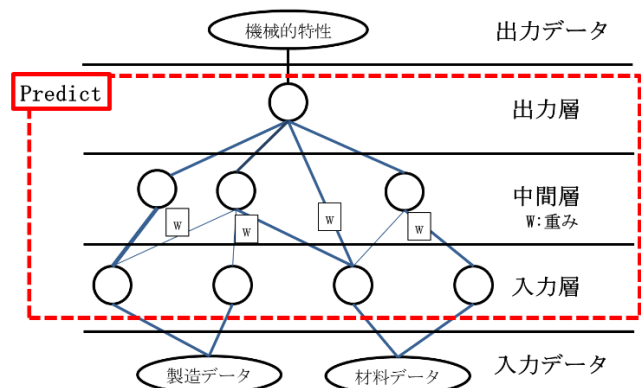 機械的特性
出力データ
Predict
出力層
中間層
W:重み
W
W
W
W
入力層
製造データ
材料データ
入力データ